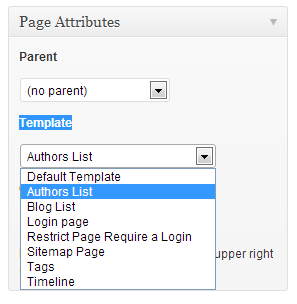 Page Attributes
Parent
(no parent)
Template
Authors List
Default Template
Authors List
Blog List
Login page
Restrict Page Require a Login
Sitemap Page
upper right
Tags
Timeline